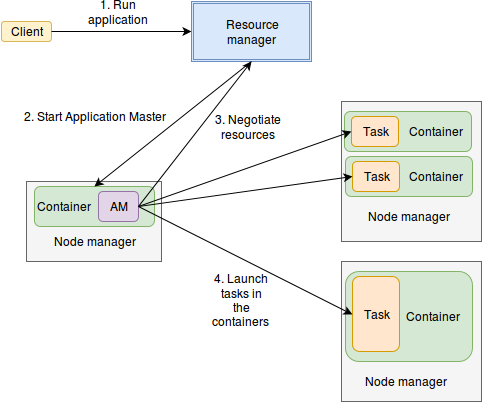 1. Run
application
Client
Resource
manager
2. Start Application Master
3. Negotiate
resources
Task
Container
Task
Container
Node manager
Container
AM
Node manager
4. Launch
tasks in
the
containers
Task
Container
Node manager